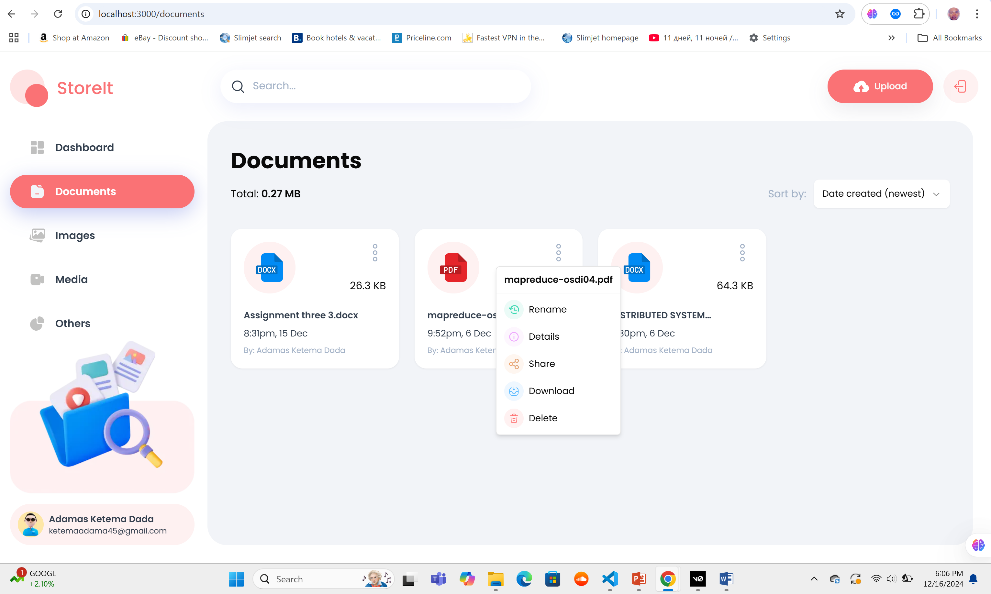 localhost:3000/documents
Shop at Amazon
eBay - Discount sho...
Slimjet search
Book hotels & vacat...
Priceline.com
Fastest VPN in the...
Slimjet homepage
11 дней, 11 ночей /...
Settings
»
All Bookmarks
StoreIt
Search...
Upload
Dashboard
Documents
Images
Media
Others
Adamas Ketema Dada
ketemaadama45@gmail.com
Documents
Total: 0.27 MB
Sort by:
Date created (newest)
DOCX
26.3 KB
Assignment three 3.docx
8:31pm, 15 Dec
By: Adamas Ketema Dada
PDF
mapreduce-os
9:52pm, 6 Dec
By: Adamas Keten
mapreduce-osdi04.pdf
Rename
Details
Share
Download
Delete
DOCX
64.3 KB
STRIBUTED SYSTEM...
30pm, 6 Dec
Adamas Ketema Dada
1
GOOGL
+2.10%
Search
6:06 PM
12/16/2024